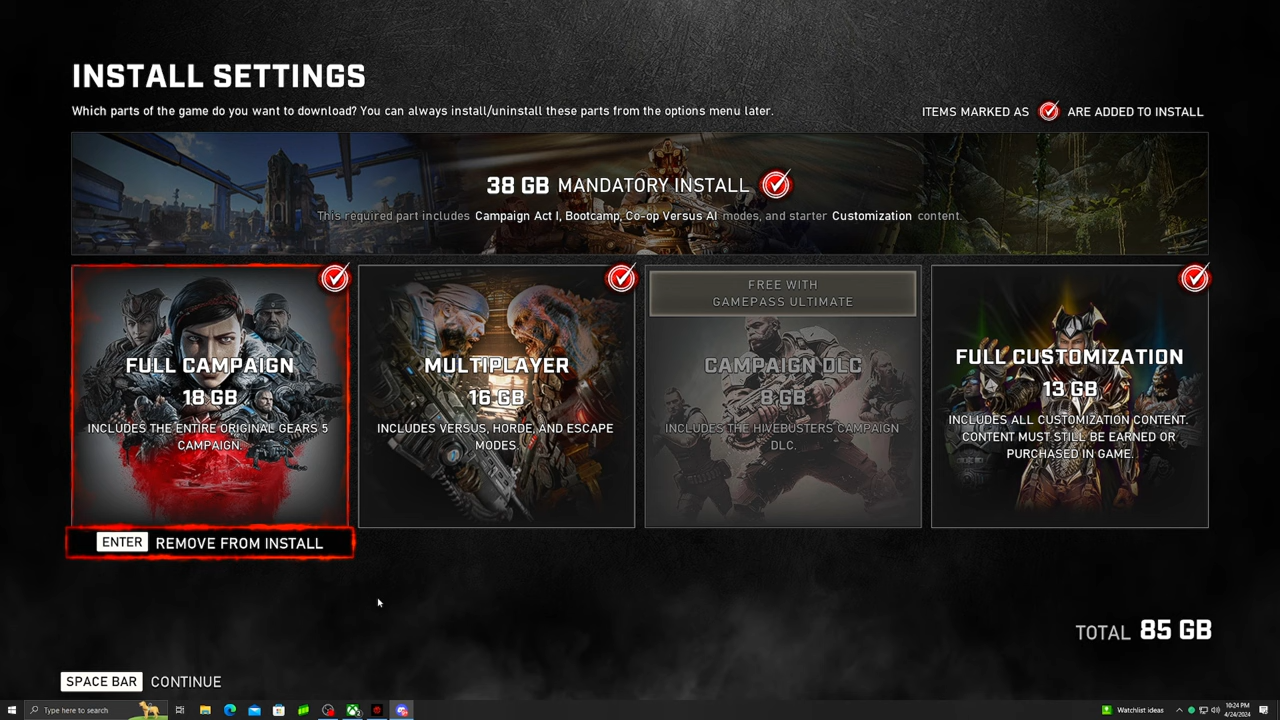 INSTALL SETTINGS
Which parts of the game do you want to download? You can always install/uninstall these parts from the options menu later.
ITEMS MARKED AS ARE ADDED TO INSTALL
38 GB MANDATORY INSTALL
This required part includes Campaign Act I, Bootcamp, Co-op Versus AI modes, and starter Customization content.
FULL CAMPAIGN
18 GB
INCLUDES THE ENTIRE ORIGINAL GEARS 5
CAMPAIGN.
ENTER REMOVE FROM INSTALL
MULTIPLAYER
16 GB
INCLUDES VERSUS, HORDE, AND ESCAPE
MODES.
FREE WITH
GAMEPASS ULTIMATE
CAMPAIGN DLC
8 GB
INCLUDES THE HIVEBUSTERS CAMPAIGN
DLC.
FULL CUSTOMIZATION
13 GB
INCLUDES ALL CUSTOMIZATION CONTENT.
CONTENT MUST STILL BE EARNED OR
PURCHASED IN GAME.
TOTAL 85 GB
SPACE BAR CONTINUE
Type here to search
Watchlist ideas
10:24 PM
4/24/2024